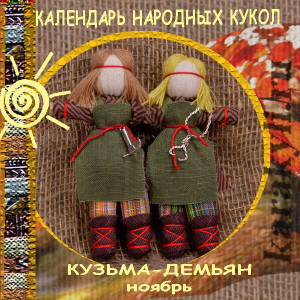 КАЛЕНДАРЬ НАРОДНЫХ КУКОЛ
КУЗЬМА-ДЕМЬЯН
ноябрь